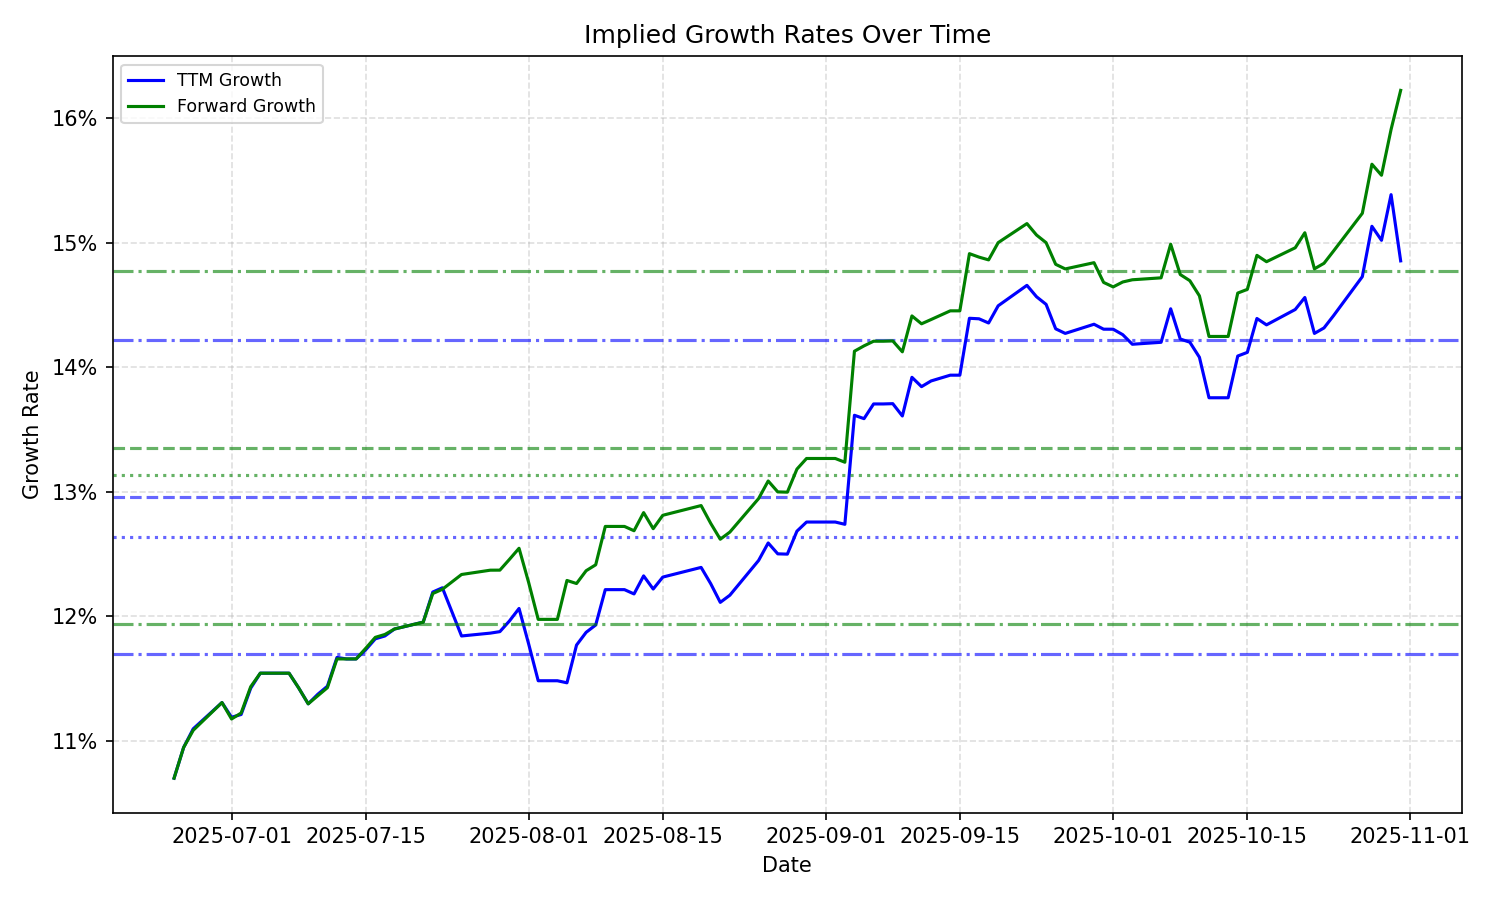 Implied Growth Rates Over Time
TTM Growth
Forward Growth
16%
15%
14%
13%
12%
11%
Growth Rate
2025-07-01 2025-07-15 2025-08-01 2025-08-15 2025-09-01 2025-09-15 2025-10-01 2025-10-15 2025-11-01
Date